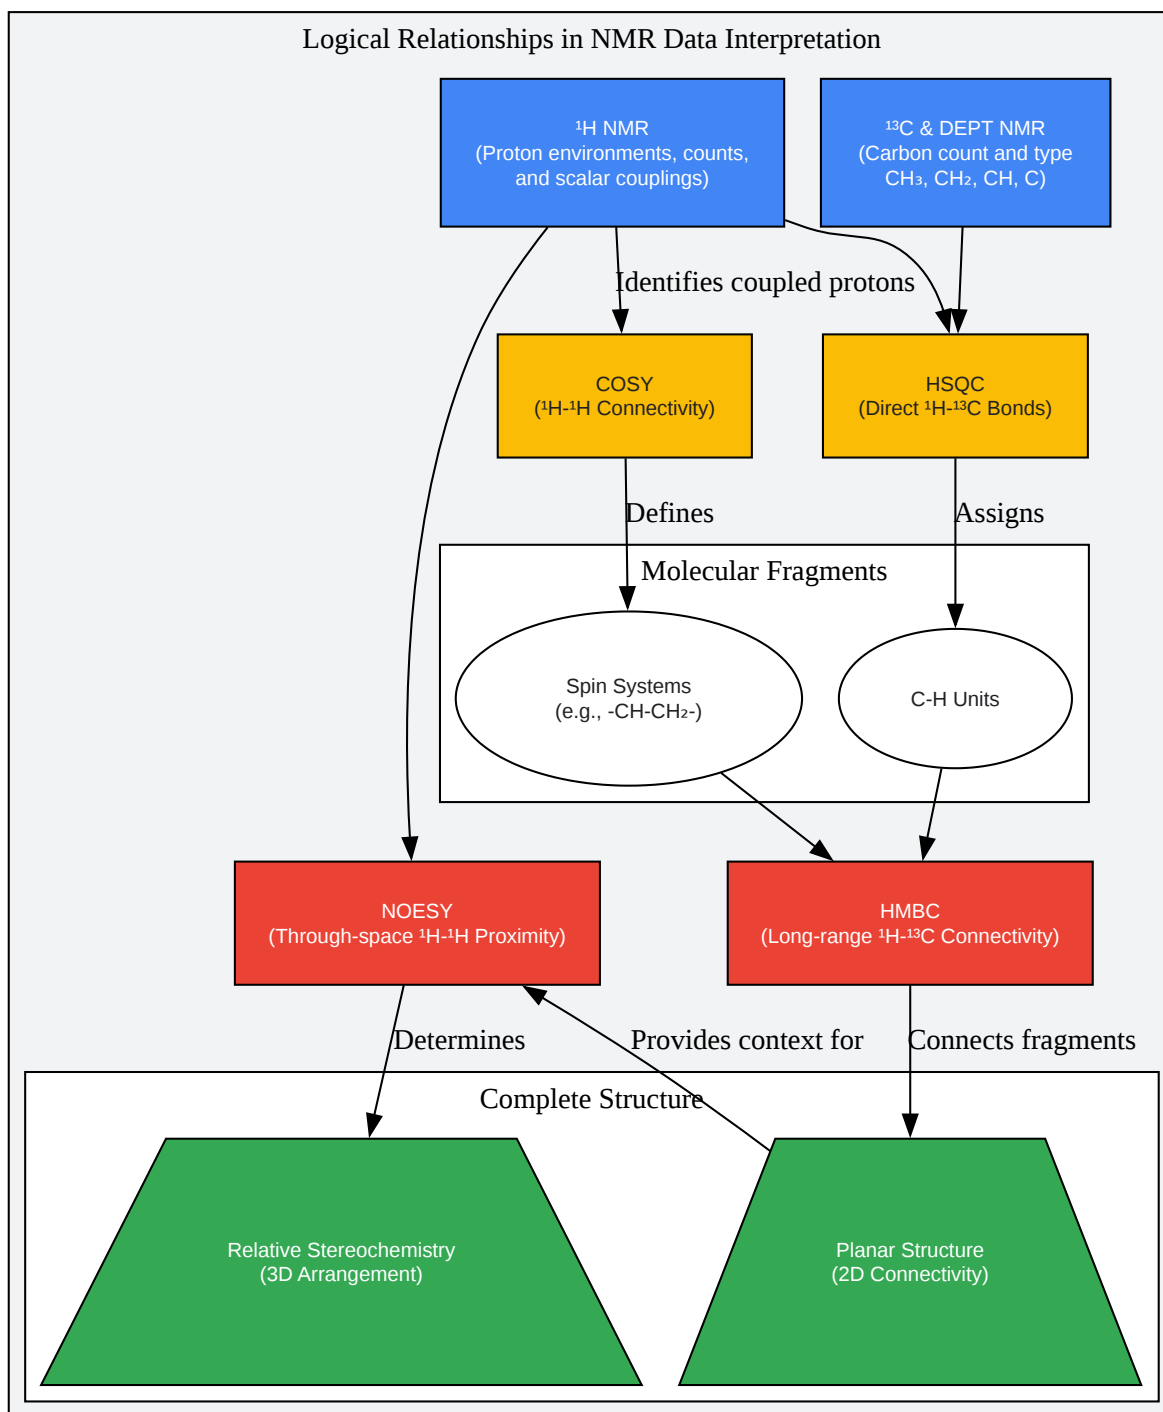 Logical Relationships in NMR Data Interpretation
¹H NMR
(Proton environments, counts,
and scalar couplings)
¹³C & DEPT NMR
(Carbon count and type
CH₃, CH₂, CH, C)
Identifies coupled protons
COSY
(¹H-¹H Connectivity)
HSQC
(Direct ¹H-¹³C Bonds)
Defines
Assigns
Molecular Fragments
Spin Systems
(e.g., -CH-CH₂-)
C-H Units
NOESY
(Through-space ¹H-¹H Proximity)
HMBC
(Long-range ¹H-¹³C Connectivity)
Determines
Provides context for
Connects fragments
Complete Structure
Relative Stereochemistry
(3D Arrangement)
Planar Structure
(2D Connectivity)